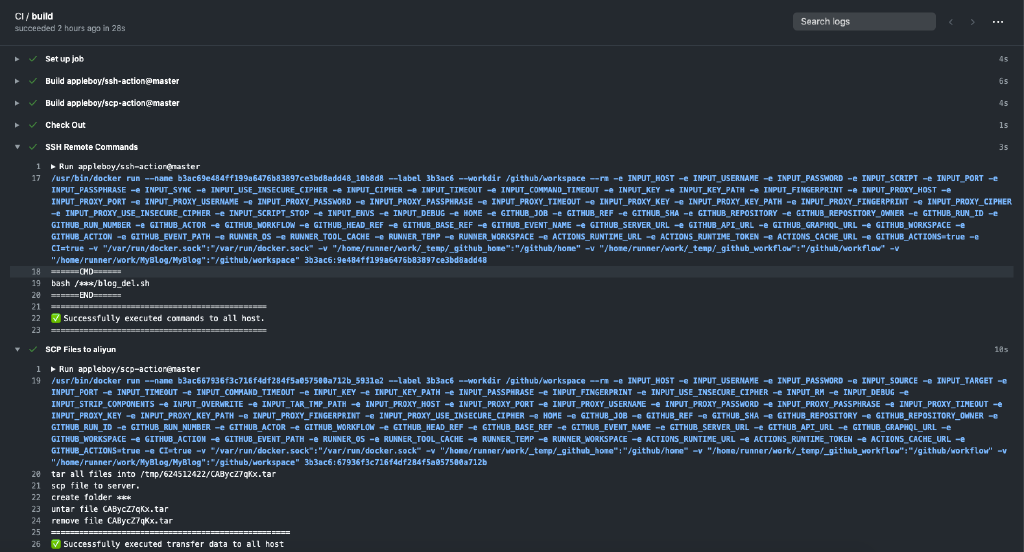 CI / build
succeeded 2 hours ago in 28s
Search logs
Set up job 4s
Build appleboy/ssh-action@master 6s
Build appleboy/scp-action@master 4s
Check Out 1s
SSH Remote Commands 3s
1 ▶ Run appleboy/ssh-action@master
17 /usr/bin/docker run --name b3ac69e484ff199a6476b83897ce3bd8add48_10b8d8 --label 3b3ac6 --workdir /github/workspace --rm -e INPUT_HOST -e INPUT_USERNAME -e INPUT_PASSWORD -e INPUT_SCRIPT -e INPUT_PORT -e
INPUT_PASSPHRASE -e INPUT_SYNC -e INPUT_USE_INSECURE_CIPHER -e INPUT_CIPHER -e INPUT_TIMEOUT -e INPUT_COMMAND_TIMEOUT -e INPUT_KEY -e INPUT_KEY_PATH -e INPUT_FINGERPRINT -e INPUT_PROXY_HOST -e
INPUT_PROXY_PORT -e INPUT_PROXY_USERNAME -e INPUT_PROXY_PASSWORD -e INPUT_PROXY_PASSPHRASE -e INPUT_PROXY_TIMEOUT -e INPUT_PROXY_KEY -e INPUT_PROXY_KEY_PATH -e INPUT_PROXY_FINGERPRINT -e INPUT_PROXY_CIPHER
-e INPUT_PROXY_USE_INSECURE_CIPHER -e INPUT_SCRIPT_STOP -e INPUT_ENVS -e INPUT_DEBUG -e HOME -e GITHUB_JOB -e GITHUB_REF -e GITHUB_SHA -e GITHUB_REPOSITORY -e GITHUB_REPOSITORY_OWNER -e GITHUB_RUN_ID -e
GITHUB_RUN_NUMBER -e GITHUB_ACTOR -e GITHUB_WORKFLOW -e GITHUB_HEAD_REF -e GITHUB_BASE_REF -e GITHUB_EVENT_NAME -e GITHUB_SERVER_URL -e GITHUB_API_URL -e GITHUB_GRAPHQL_URL -e GITHUB_WORKSPACE -e
GITHUB_ACTION -e GITHUB_EVENT_PATH -e RUNNER_OS -e RUNNER_TOOL_CACHE -e RUNNER_TEMP -e RUNNER_WORKSPACE -e ACTIONS_RUNTIME_URL -e ACTIONS_RUNTIME_TOKEN -e ACTIONS_CACHE_URL -e GITHUB_ACTIONS=true -e
CI=true -v "/var/run/docker.sock":"/var/run/docker.sock" -v "/home/runner/work/_temp/_github_home":"/github/home" -v "/home/runner/work/_temp/_github_workflow":"/github/workflow" -v
"/home/runner/work/MyBlog/MyBlog":"/github/workspace" 3b3ac6:9e484ff199a6476b83897ce3bd8add48
18 ======CMD======
19 bash /***/blog_del.sh
20 ======END======
21 ==============================================
22 ✅ Successfully executed commands to all host.
23 ==============================================
SCP Files to aliyun 10s
1 ▶ Run appleboy/scp-action@master
19 /usr/bin/docker run --name b3ac667936f3c716f4df284f5a057500a712b_5931e2 --label 3b3ac6 --workdir /github/workspace --rm -e INPUT_HOST -e INPUT_USERNAME -e INPUT_PASSWORD -e INPUT_SOURCE -e INPUT_TARGET -e
INPUT_PORT -e INPUT_TIMEOUT -e INPUT_COMMAND_TIMEOUT -e INPUT_KEY -e INPUT_KEY_PATH -e INPUT_PASSPHRASE -e INPUT_FINGERPRINT -e INPUT_USE_INSECURE_CIPHER -e INPUT_RM -e INPUT_DEBUG -e
INPUT_STRIP_COMPONENTS -e INPUT_OVERWRITE -e INPUT_TAR_TMP_PATH -e INPUT_PROXY_HOST -e INPUT_PROXY_PORT -e INPUT_PROXY_USERNAME -e INPUT_PROXY_PASSWORD -e INPUT_PROXY_PASSPHRASE -e INPUT_PROXY_TIMEOUT -e
INPUT_PROXY_KEY -e INPUT_PROXY_KEY_PATH -e INPUT_PROXY_FINGERPRINT -e INPUT_PROXY_USE_INSECURE_CIPHER -e HOME -e GITHUB_JOB -e GITHUB_REF -e GITHUB_SHA -e GITHUB_REPOSITORY -e GITHUB_REPOSITORY_OWNER -e
GITHUB_RUN_ID -e GITHUB_RUN_NUMBER -e GITHUB_ACTOR -e GITHUB_WORKFLOW -e GITHUB_HEAD_REF -e GITHUB_BASE_REF -e GITHUB_EVENT_NAME -e GITHUB_SERVER_URL -e GITHUB_API_URL -e GITHUB_GRAPHQL_URL -e
GITHUB_WORKSPACE -e GITHUB_ACTION -e GITHUB_EVENT_PATH -e RUNNER_OS -e RUNNER_TOOL_CACHE -e RUNNER_TEMP -e RUNNER_WORKSPACE -e ACTIONS_RUNTIME_URL -e ACTIONS_RUNTIME_TOKEN -e ACTIONS_CACHE_URL -e
GITHUB_ACTIONS=true -e CI=true -v "/var/run/docker.sock":"/var/run/docker.sock" -v "/home/runner/work/_temp/_github_home":"/github/home" -v "/home/runner/work/_temp/_github_workflow":"/github/workflow" -v
"/home/runner/work/MyBlog/MyBlog":"/github/workspace" 3b3ac6:67936f3c716f4df284f5a057500a712b
20 tar all files into /tmp/624512422/CABycZ7qKx.tar
21 scp file to server.
22 create folder ***
23 untar file CABycZ7qKx.tar
24 remove file CABycZ7qKx.tar
25 ===================================================
26 ✅ Successfully executed transfer data to all host